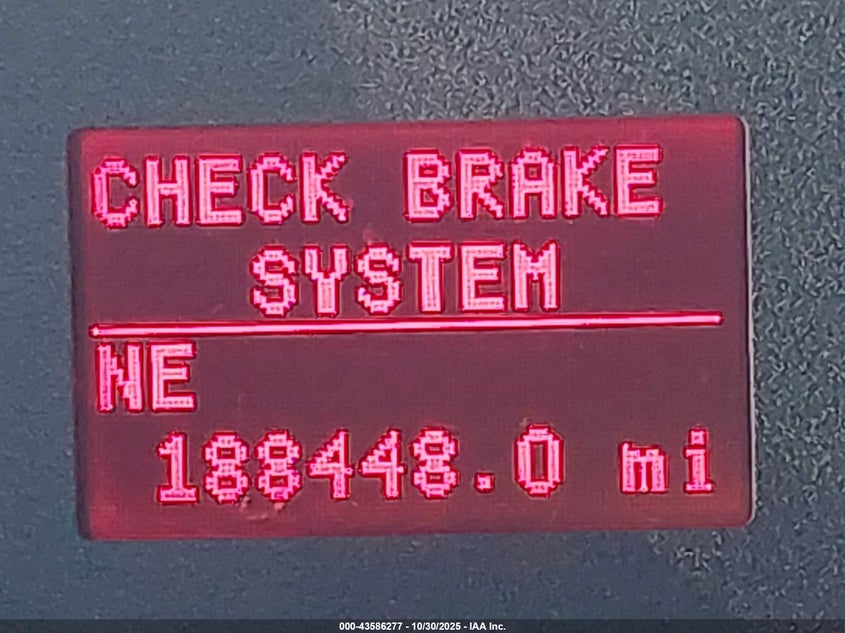 CHECK BRAKE
SYSTEM
NE
188448.0 mi
000-43586277 - 10/30/2025 - IAA Inc.